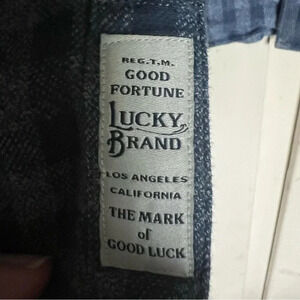 REG.T.M.
GOOD
FORTUNE
LUCKY
BRAND
LOS ANGELES
CALIFORNIA
THE MARK
of
GOOD LUCK